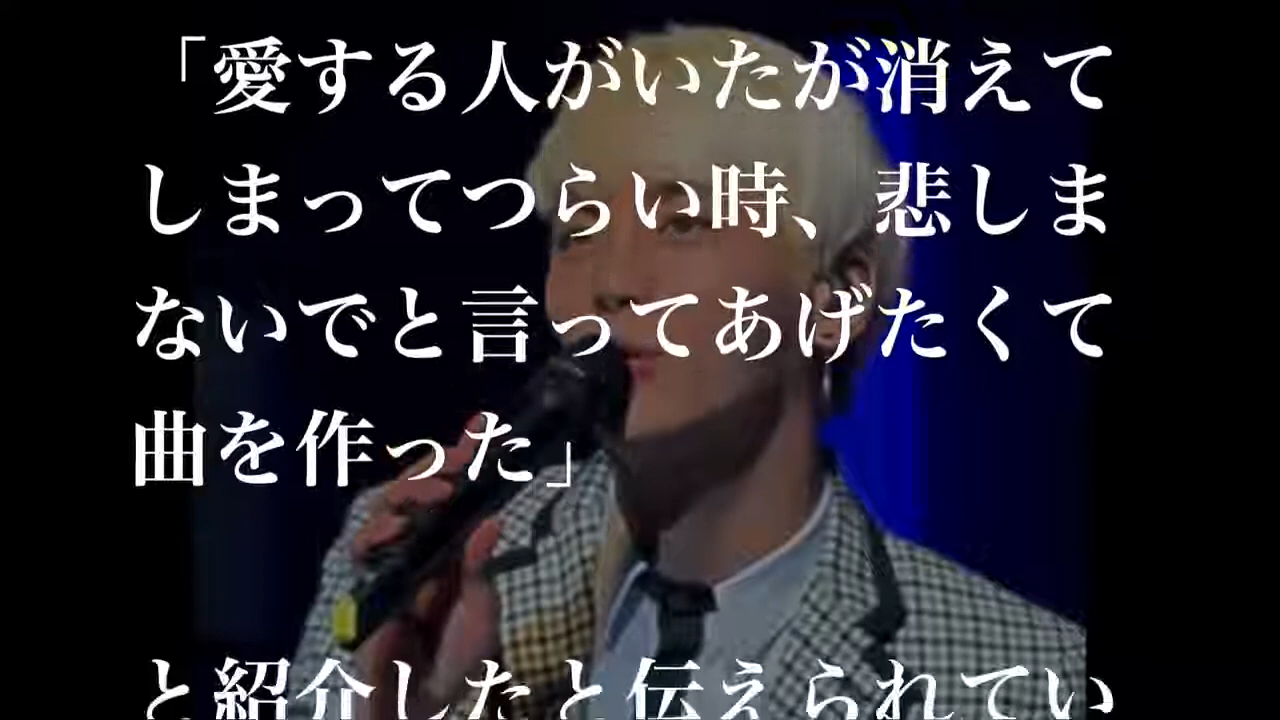 「愛する人がいたが消えて
しまってつらい時、悲しま
ないでと言ってあげたくて
曲を作った」
と紹介したと伝えられてい